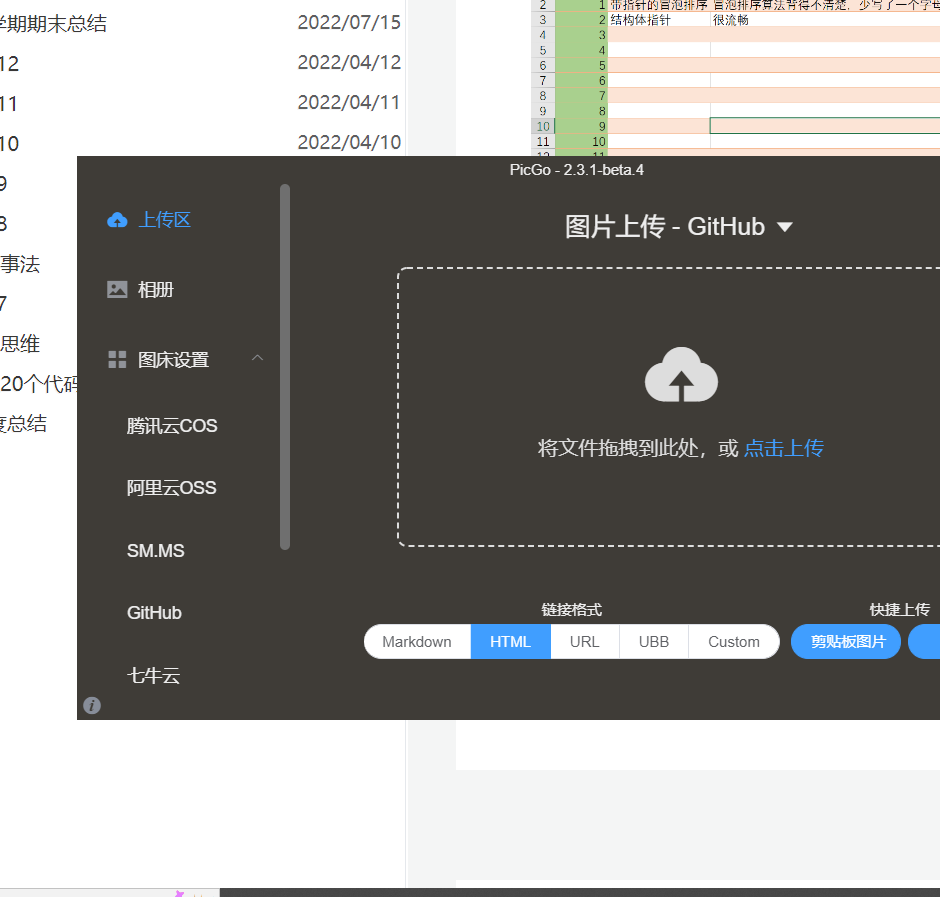 学期期末总结 2022/07/15
12 2022/04/12
11 2022/04/11
10 2022/04/10
9
8
事法
7
思维
20个代码
度总结
2 1 带指针的冒泡排序 冒泡排序算法背得不清楚，少写了一个字母
3 2 结构体指针 很流畅
4 3
5 4
6 5
7 6
8 7
9 8
10 9
11 10
12 11
PicGo - 2.3.1-beta.4
上传区
相册
图床设置
腾讯云COS
阿里云OSS
SM.MS
GitHub
七牛云
图片上传 - GitHub
将文件拖拽到此处，或 点击上传
链接格式
Markdown HTML URL UBB Custom
快捷上传
剪贴板图片